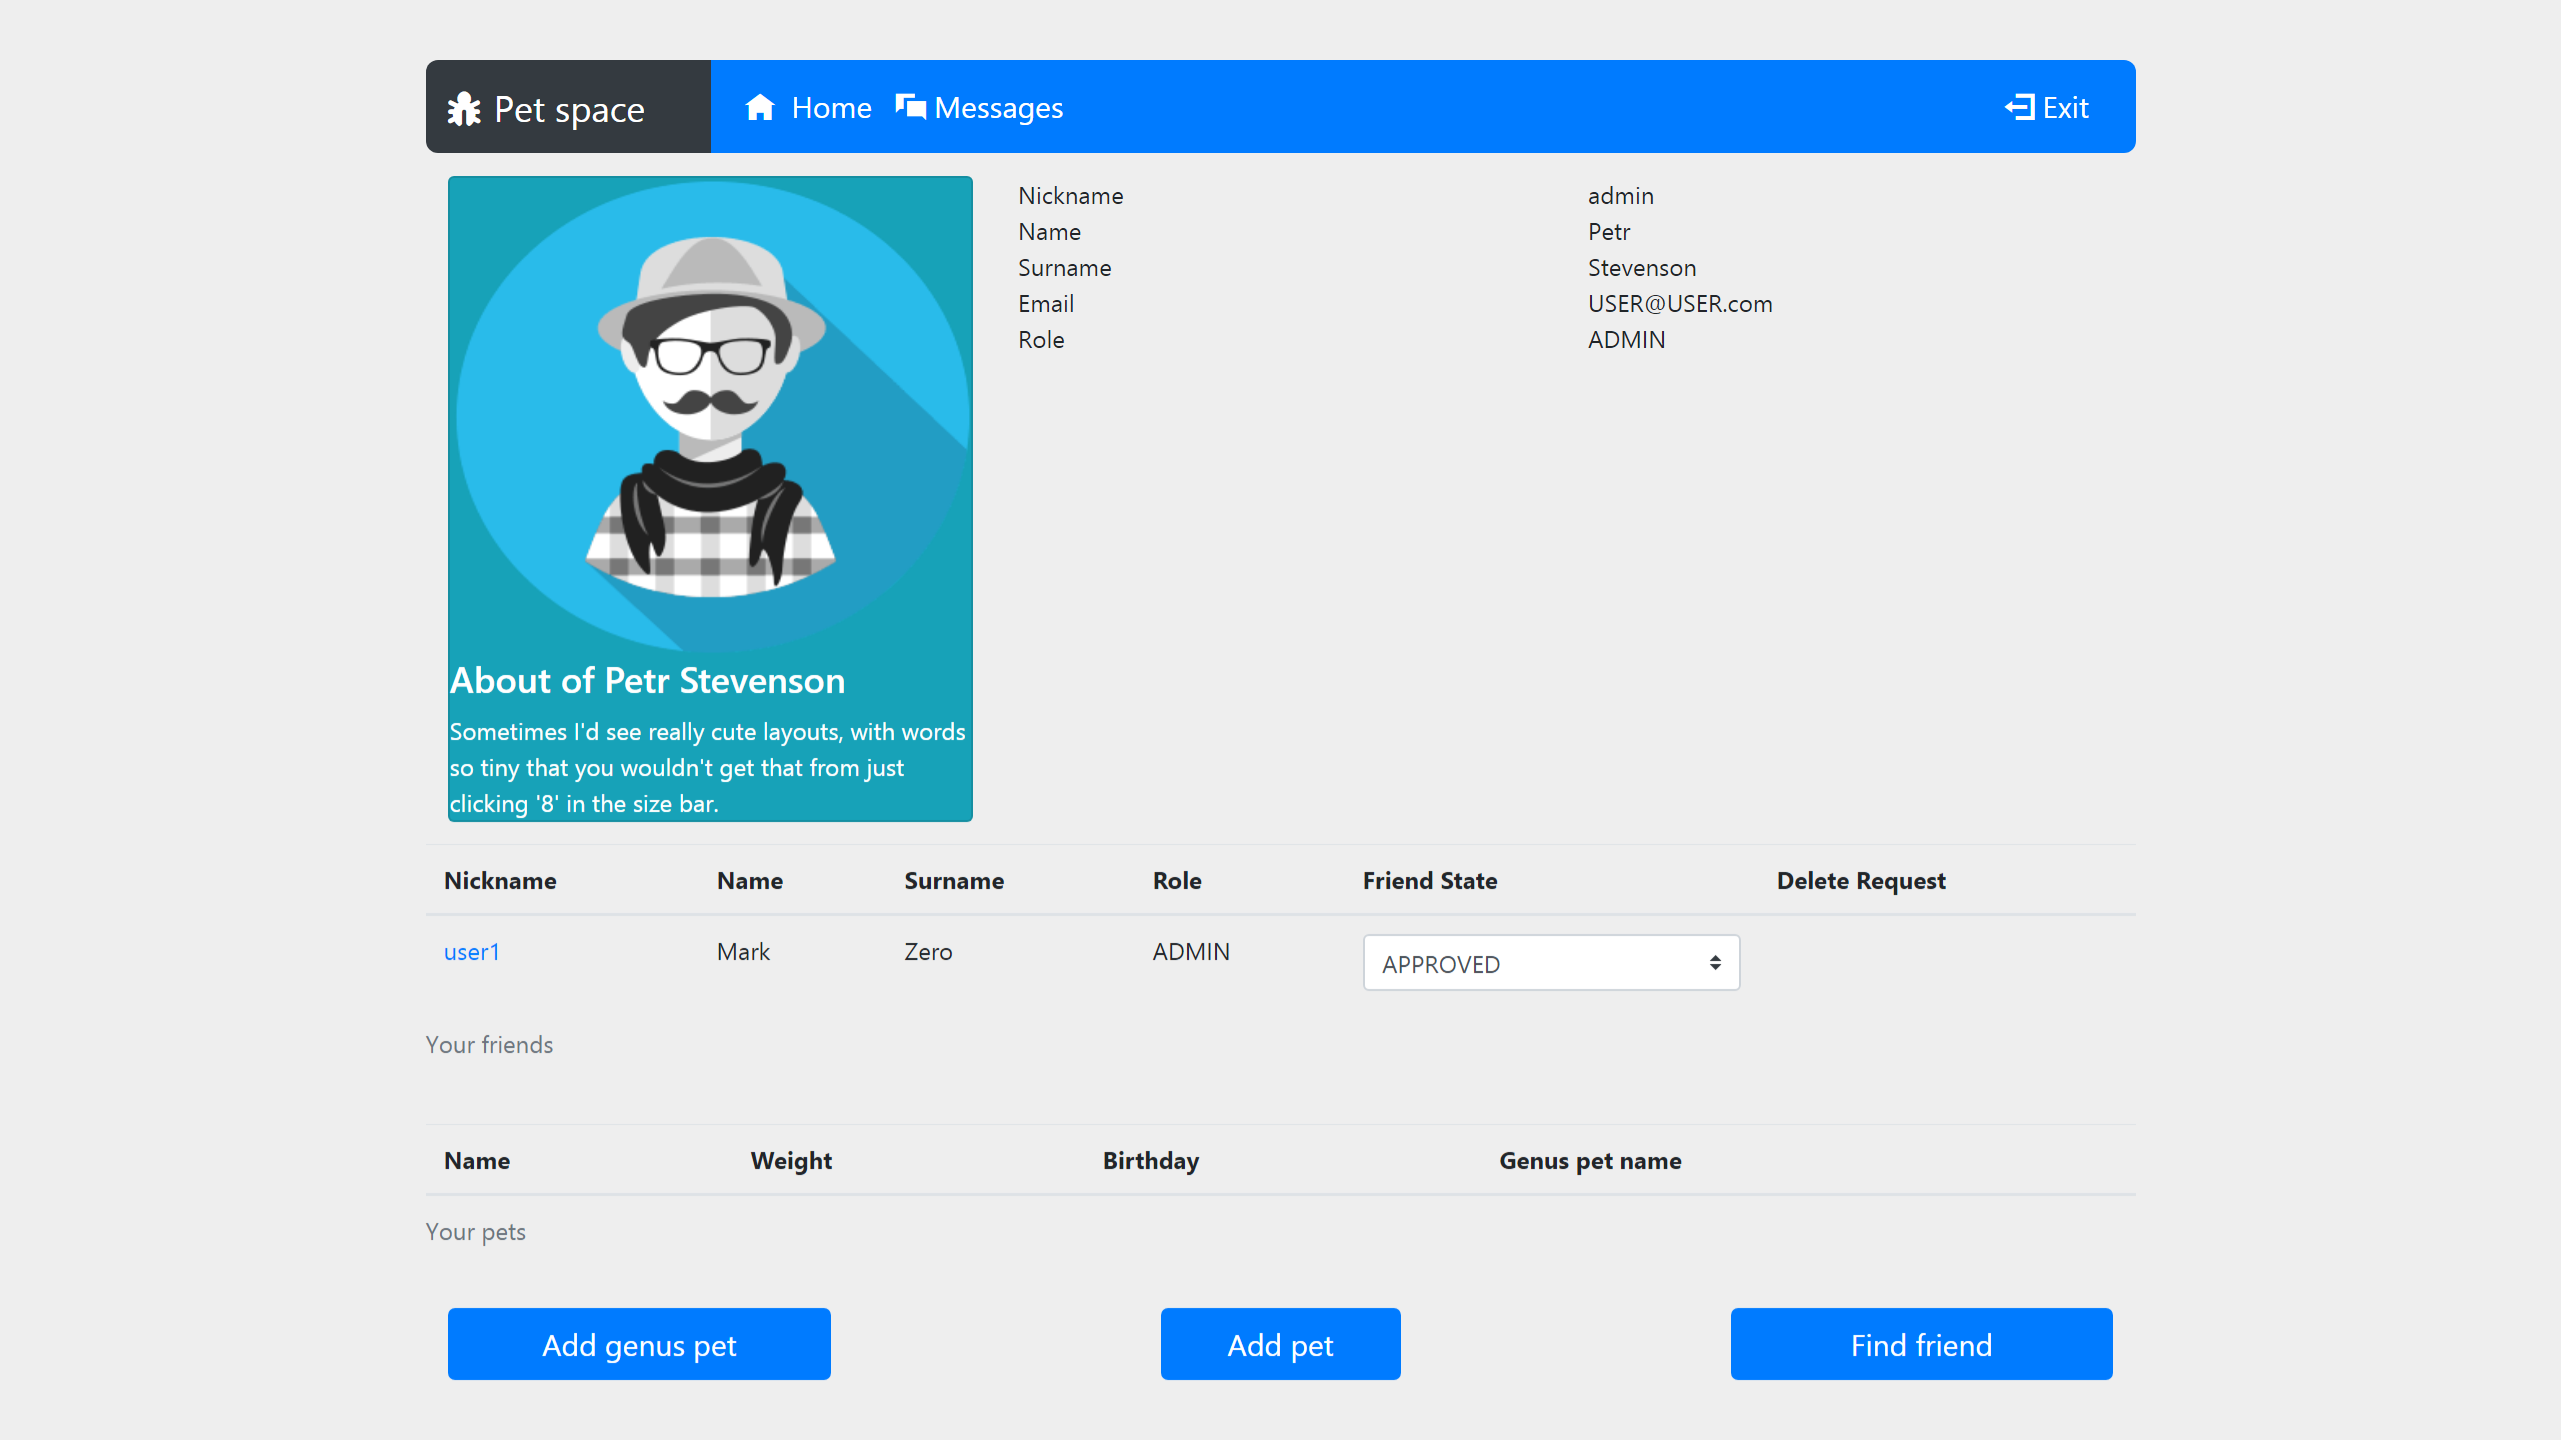 Pet space
Home Messages Exit
Nickname admin
Name Petr
Surname Stevenson
Email USER@USER.com
Role ADMIN
About of Petr Stevenson
Sometimes I'd see really cute layouts, with words
so tiny that you wouldn't get that from just
clicking '8' in the size bar.
Nickname Name Surname Role Friend State Delete Request
user1 Mark Zero ADMIN APPROVED
Your friends
Name Weight Birthday Genus pet name
Your pets
Add genus pet Add pet Find friend